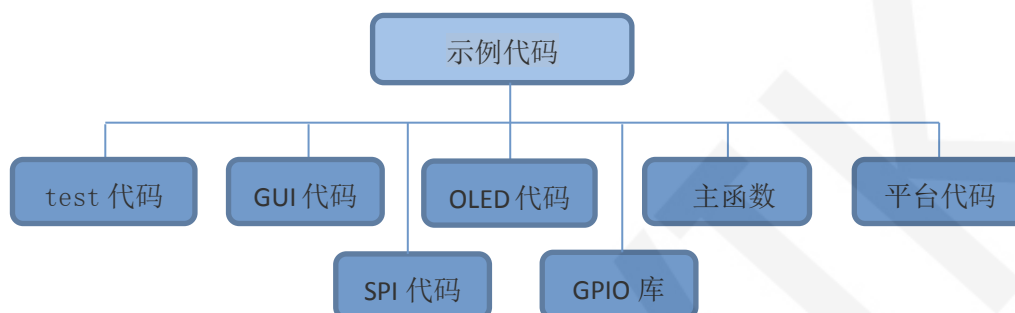 示例代码
test 代码
GUI 代码
OLED 代码
主函数
平台代码
SPI 代码
GPIO 库